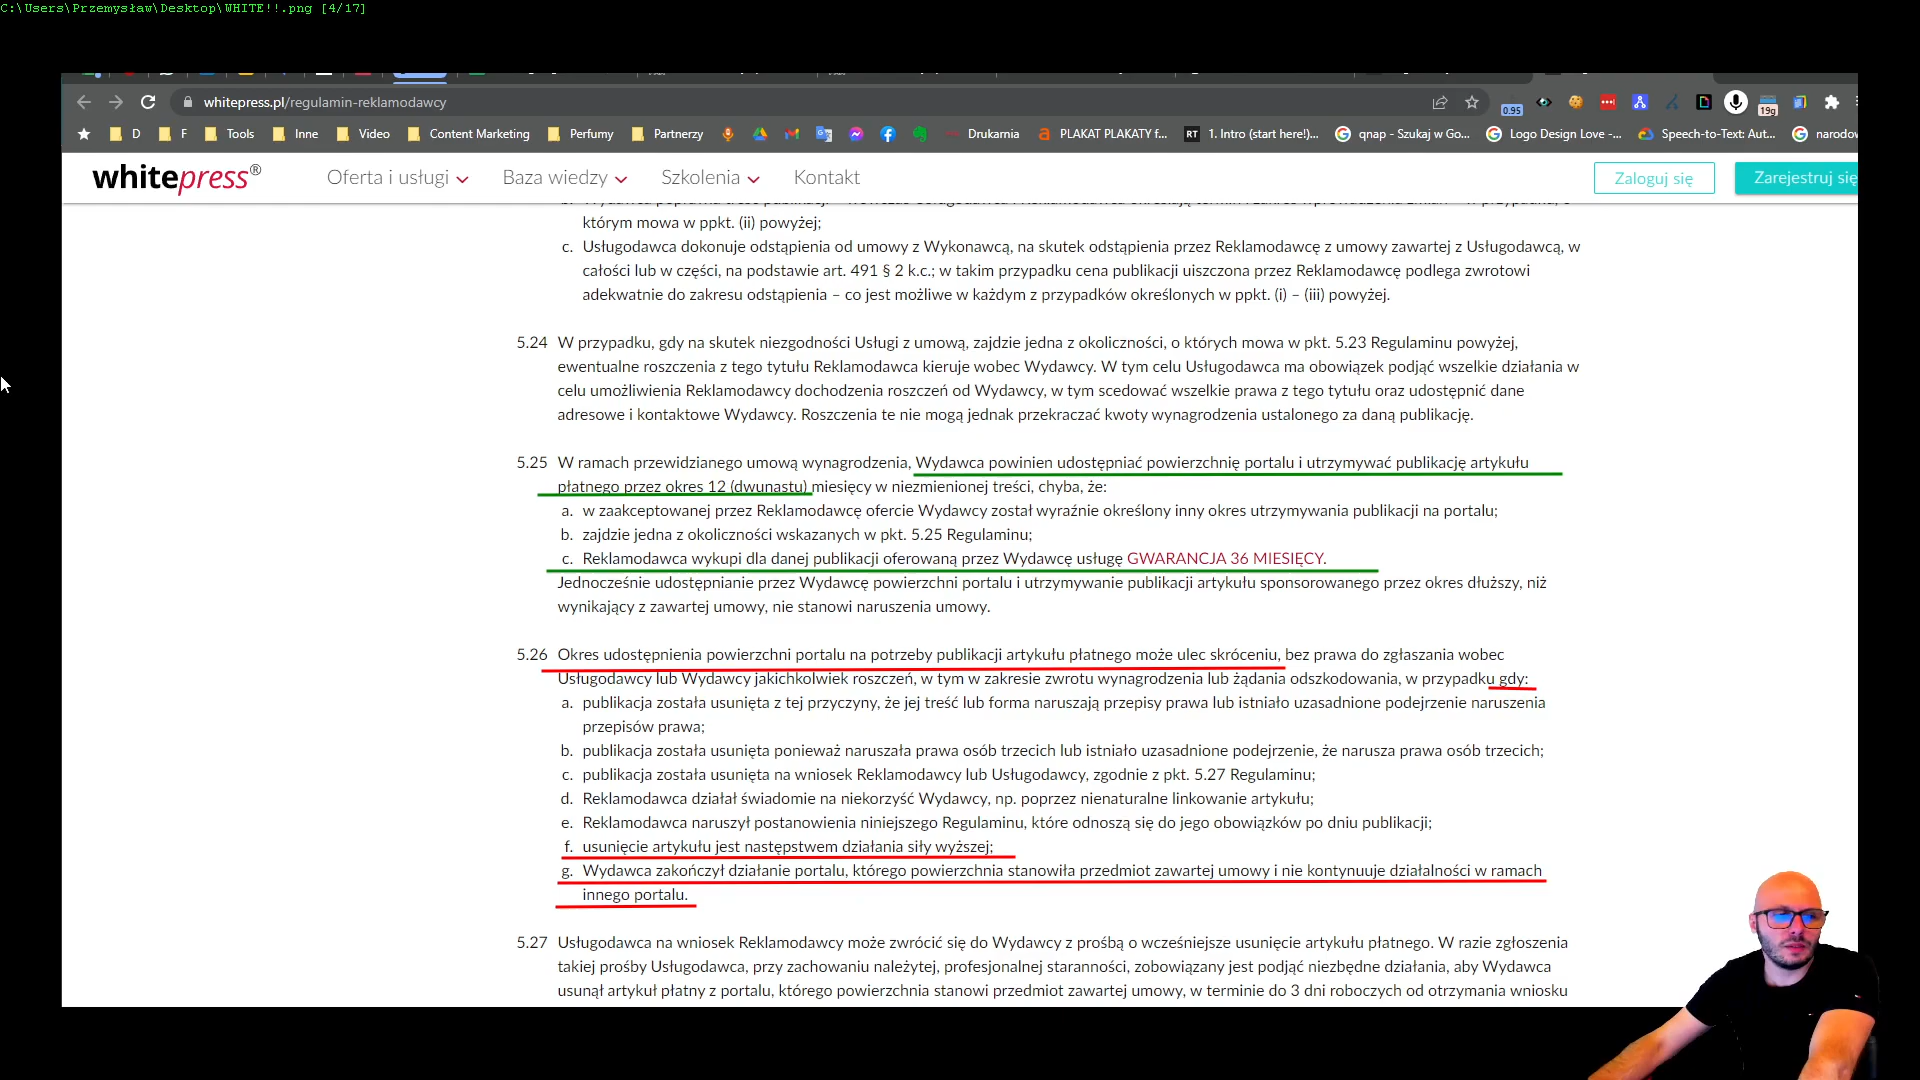 C:\Users\Przemysław\Desktop\WHITE!!.png [4/17]
whitepress.pl/regulamin-reklamodawcy
0.95
19g
D
F
Tools
Inne
Video
Content Marketing
Perfumy
Partnerzy
Drukarnia
PLAKAT PLAKATY f...
RT 1. Intro (start here!)...
qnap - Szukaj w Go...
Logo Design Love -...
Speech-to-Text: Aut...
narodow
whitepress®
Oferta i usługi
Baza wiedzy
Szkolenia
Kontakt
Zaloguj się
Zarejestruj się
którym mowa w ppkt. (ii) powyżej;
c. Usługodawca dokonuje odstąpienia od umowy z Wykonawcą, na skutek odstąpienia przez Reklamodawcę z umowy zawartej z Usługodawcą, w
całości lub w części, na podstawie art. 491 § 2 k.c.; w takim przypadku cena publikacji uiszczona przez Reklamodawcę podlega zwrotowi
adekwatnie do zakresu odstąpienia – co jest możliwe w każdym z przypadków określonych w ppkt. (i) – (iii) powyżej.
5.24 W przypadku, gdy na skutek niezgodności Usługi z umową, zajdzie jedna z okoliczności, o których mowa w pkt. 5.23 Regulaminu powyżej,
ewentualne roszczenia z tego tytułu Reklamodawca kieruje wobec Wydawcy. W tym celu Usługodawca ma obowiązek podjąć wszelkie działania w
celu umożliwienia Reklamodawcy dochodzenia roszczeń od Wydawcy, w tym scedować wszelkie prawa z tego tytułu oraz udostępnić dane
adresowe i kontaktowe Wydawcy. Roszczenia te nie mogą jednak przekraczać kwoty wynagrodzenia ustalonego za daną publikację.
5.25 W ramach przewidzianego umową wynagrodzenia, Wydawca powinien udostępniać powierzchnię portalu i utrzymywać publikację artykułu
płatnego przez okres 12 (dwunastu) miesięcy w niezmienionej treści, chyba, że:
a. w zaakceptowanej przez Reklamodawcę ofercie Wydawcy został wyraźnie określony inny okres utrzymywania publikacji na portalu;
b. zajdzie jedna z okoliczności wskazanych w pkt. 5.25 Regulaminu;
c. Reklamodawca wykupi dla danej publikacji oferowaną przez Wydawcę usługę GWARANCJA 36 MIESIĘCY.
Jednocześnie udostępnianie przez Wydawcę powierzchni portalu i utrzymywanie publikacji artykułu sponsorowanego przez okres dłuższy, niż
wynikający z zawartej umowy, nie stanowi naruszenia umowy.
5.26 Okres udostępnienia powierzchni portalu na potrzeby publikacji artykułu płatnego może ulec skróceniu, bez prawa do zgłaszania wobec
Usługodawcy lub Wydawcy jakichkolwiek roszczeń, w tym w zakresie zwrotu wynagrodzenia lub żądania odszkodowania, w przypadku gdy:
a. publikacja została usunięta z tej przyczyny, że jej treść lub forma naruszają przepisy prawa lub istniało uzasadnione podejrzenie naruszenia
przepisów prawa;
b. publikacja została usunięta ponieważ naruszała prawa osób trzecich lub istniało uzasadnione podejrzenie, że narusza prawa osób trzecich;
c. publikacja została usunięta na wniosek Reklamodawcy lub Usługodawcy, zgodnie z pkt. 5.27 Regulaminu;
d. Reklamodawca działał świadomie na niekorzyść Wydawcy, np. poprzez nienaturalne linkowanie artykułu;
e. Reklamodawca naruszył postanowienia niniejszego Regulaminu, które odnoszą się do jego obowiązków po dniu publikacji;
f. usunięcie artykułu jest następstwem działania siły wyższej;
g. Wydawca zakończył działanie portalu, którego powierzchnia stanowiła przedmiot zawartej umowy i nie kontynuuje działalności w ramach
innego portalu.
5.27 Usługodawca na wniosek Reklamodawcy może zwrócić się do Wydawcy z prośbą o wcześniejsze usunięcie artykułu płatnego. W razie zgłoszenia
takiej prośby Usługodawca, przy zachowaniu należytej, profesjonalnej staranności, zobowiązany jest podjąć niezbędne działania, aby Wydawca
usunął artykuł płatny z portalu, którego powierzchnia stanowi przedmiot zawartej umowy, w terminie do 3 dni roboczych od otrzymania wniosku